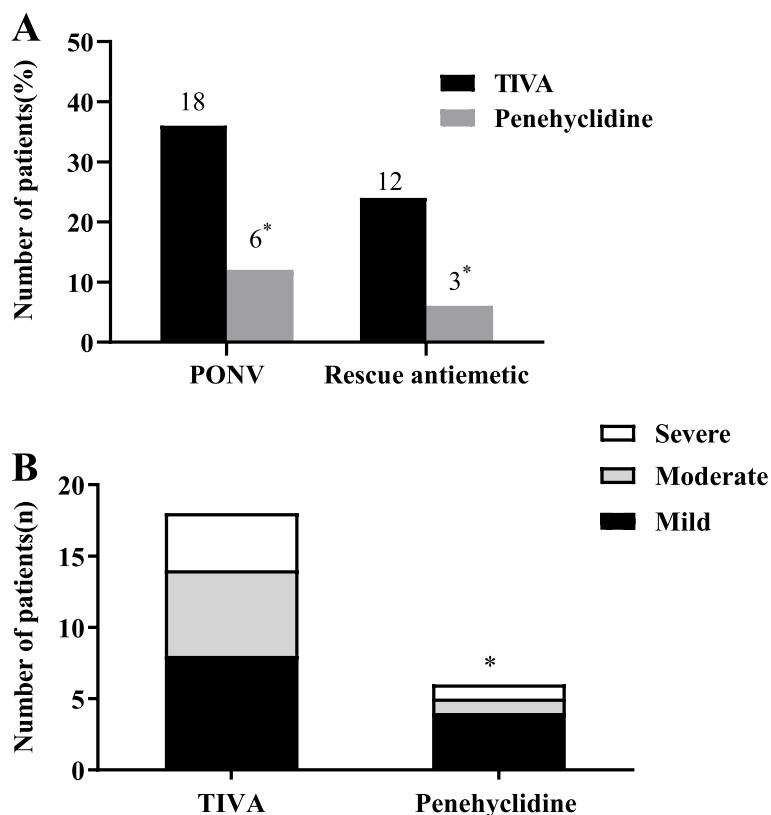 A
Number of patients(%)
50
40
30
20
10
0
18
6*
12
3*
TIVA
Penehyclidine
PONV
Rescue antiemetic
B
Number of patients(n)
20
15
10
5
0
*
Severe
Moderate
Mild
TIVA
Penehyclidine